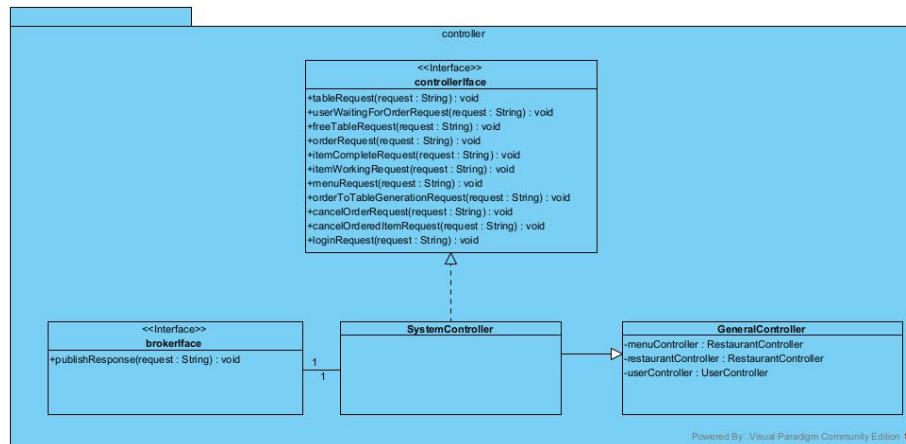 controller
<<Interface>>
controllerIface
+tableRequest(request : String) : void
+userWaitingForOrderRequest(request : String) : void
+freeTableRequest(request : String) : void
+orderRequest(request : String) : void
+itemCompleteRequest(request : String) : void
+itemWorkingRequest(request : String) : void
+menuRequest(request : String) : void
+orderToTableGenerationRequest(request : String) : void
+cancelOrderRequest(request : String) : void
+cancelOrderedItemRequest(request : String) : void
+loginRequest(request : String) : void
<<Interface>>
brokerIface
+publishResponse(request : String) : void
1
1
SystemController
GeneralController
-menuController : RestaurantController
-restaurantController : RestaurantController
-userController : UserController
Powered By Visual Paradigm Community Edition